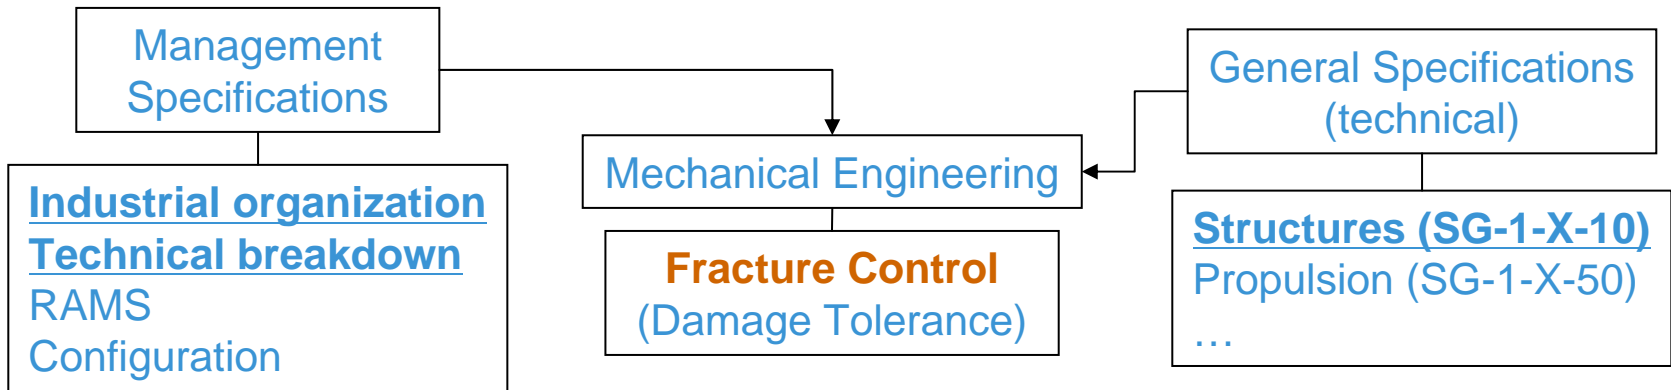 Management
Specifications
Industrial organization
Technical breakdown
RAMS
Configuration
Mechanical Engineering
Fracture Control
(Damage Tolerance)
General Specifications
(technical)
Structures (SG-1-X-10)
Propulsion (SG-1-X-50)
…